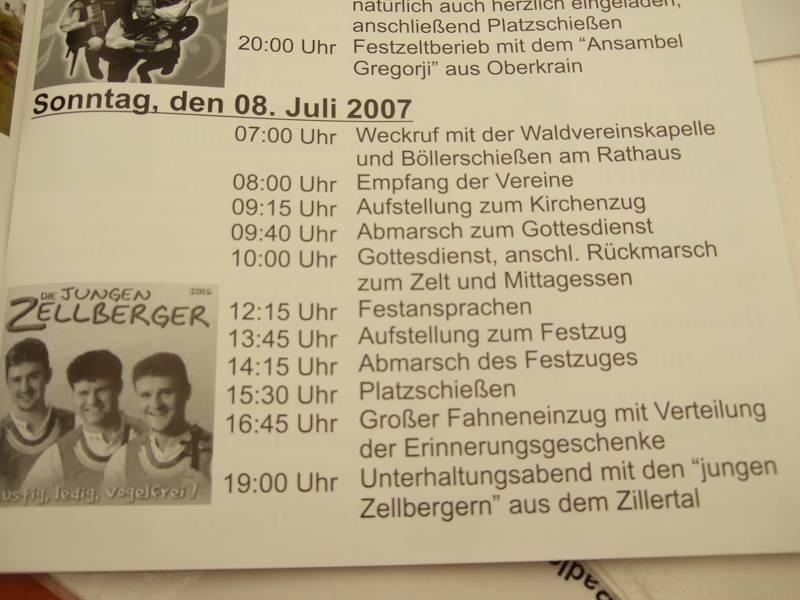 natürlich auch herzlich eingeladen,
anschließend Platzschießen
20:00 Uhr Festzeltberieb mit dem “Ansambel
Gregorji” aus Oberkrain
Sonntag, den 08. Juli 2007
07:00 Uhr Weckruf mit der Waldvereinskapelle
und Böllerschießen am Rathaus
08:00 Uhr Empfang der Vereine
09:15 Uhr Aufstellung zum Kirchenzug
09:40 Uhr Abmarsch zum Gottesdienst
10:00 Uhr Gottesdienst, anschl. Rückmarsch
zum Zelt und Mittagessen
12:15 Uhr Festansprachen
13:45 Uhr Aufstellung zum Festzug
14:15 Uhr Abmarsch des Festzuges
15:30 Uhr Platzschießen
16:45 Uhr Großer Fahneneinzug mit Verteilung
der Erinnerungsgeschenke
19:00 Uhr Unterhaltungsabend mit den “jungen
Zellbergern” aus dem Zillertal
DIE JUNGEN
ZELLBERGER
ledig, vogelfrei!